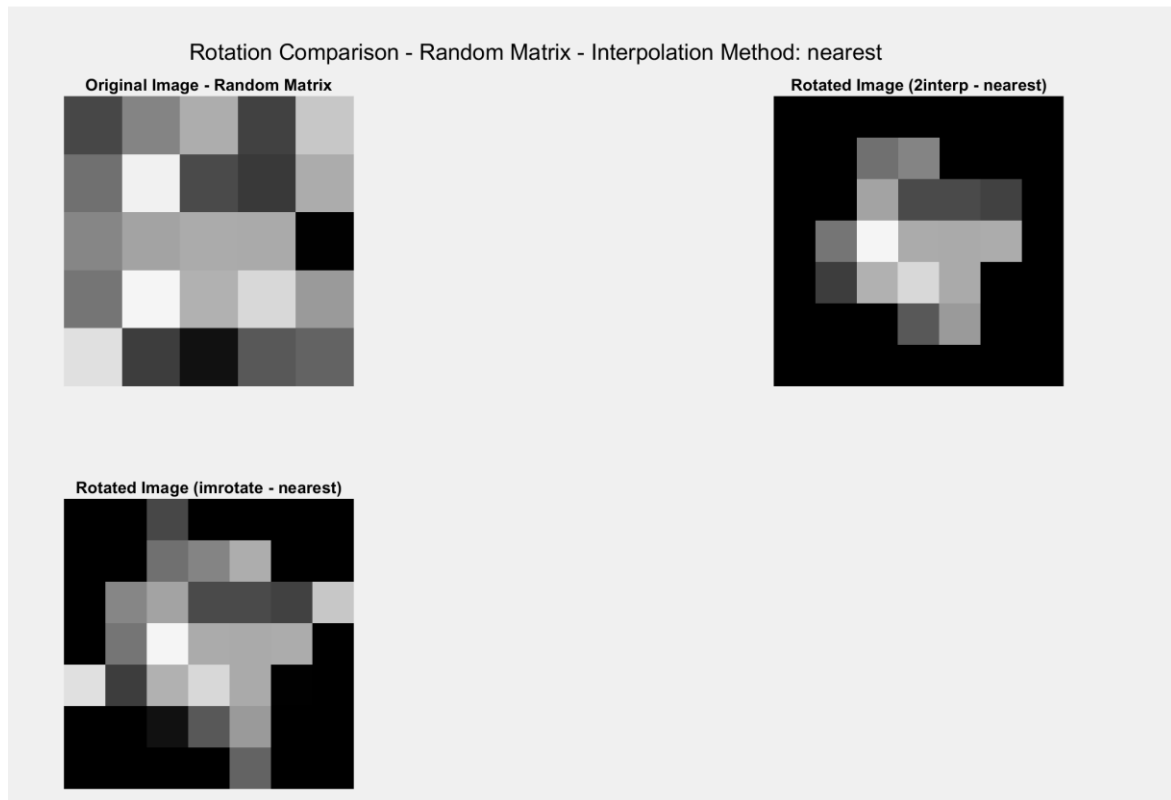 Rotation Comparison - Random Matrix - Interpolation Method: nearest
Original Image - Random Matrix
Rotated Image (2interp - nearest)
Rotated Image (imrotate - nearest)